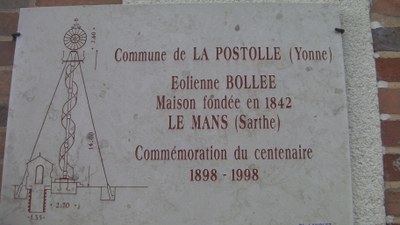 Commune de LA POSTOLLE (Yonne)
Eolienne BOLLEE
Maison fondée en 1842
LE MANS (Sarthe)
Commémoration du centenaire
1898 - 1998